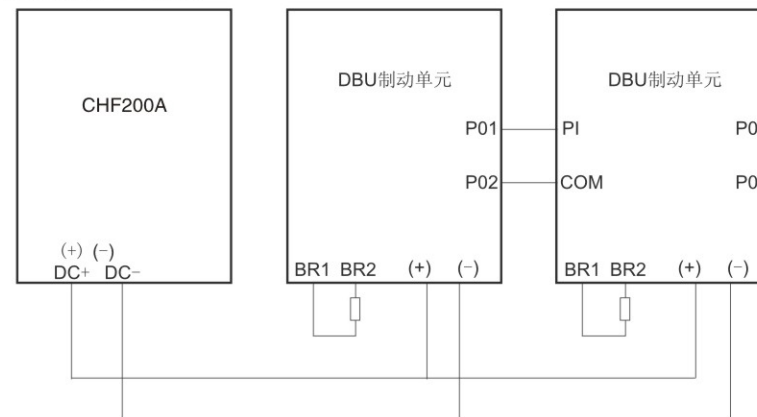 CHF200A
(+) (-)
DC+ DC-
DBU制动单元
P01
P02
BR1 BR2 (+) (-)
DBU制动单元
PI
COM
P0
P0
BR1 BR2 (+) (-)